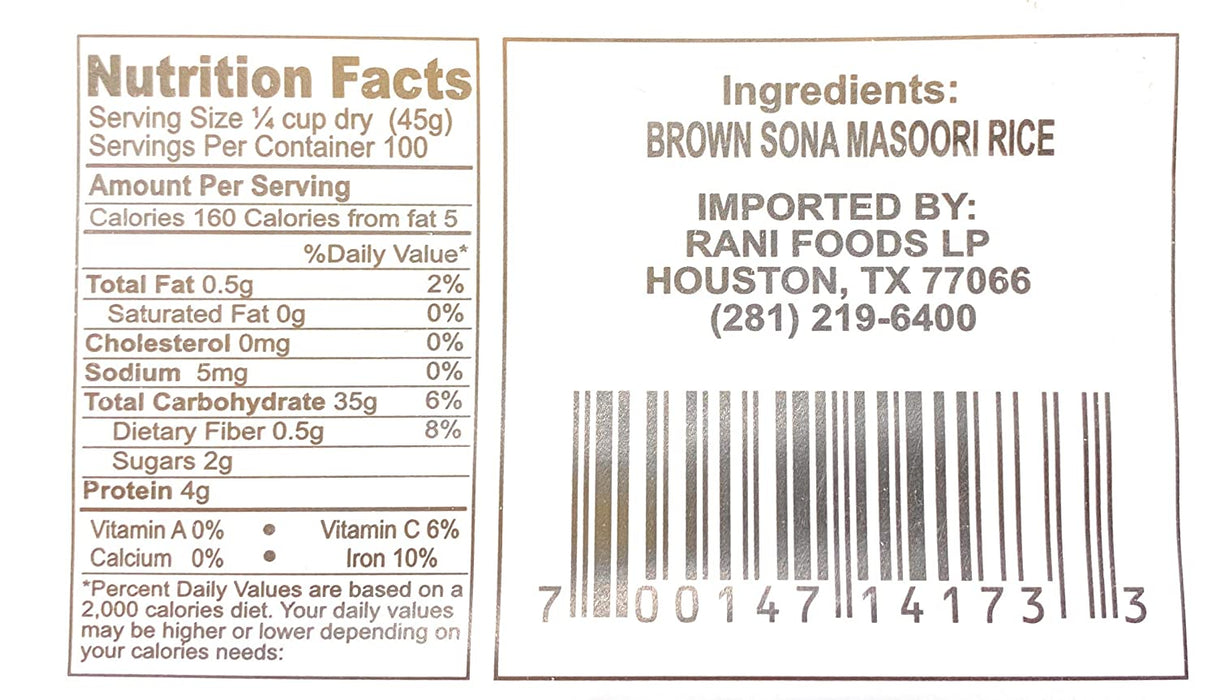 Nutrition Facts
Serving Size ¼ cup dry (45g)
Servings Per Container 100
Amount Per Serving
Calories 160 Calories from fat 5
%Daily Value*
Total Fat 0.5g 2%
Saturated Fat 0g 0%
Cholesterol 0mg 0%
Sodium 5mg 0%
Total Carbohydrate 35g 6%
Dietary Fiber 0.5g 8%
Sugars 2g
Protein 4g
Vitamin A 0% • Vitamin C 6%
Calcium 0% • Iron 10%
*Percent Daily Values are based on a
2,000 calories diet. Your daily values
may be higher or lower depending on
your calories needs:
Ingredients:
BROWN SONA MASOORI RICE
IMPORTED BY:
RANI FOODS LP
HOUSTON, TX 77066
(281) 219-6400
7 00147 14173 3